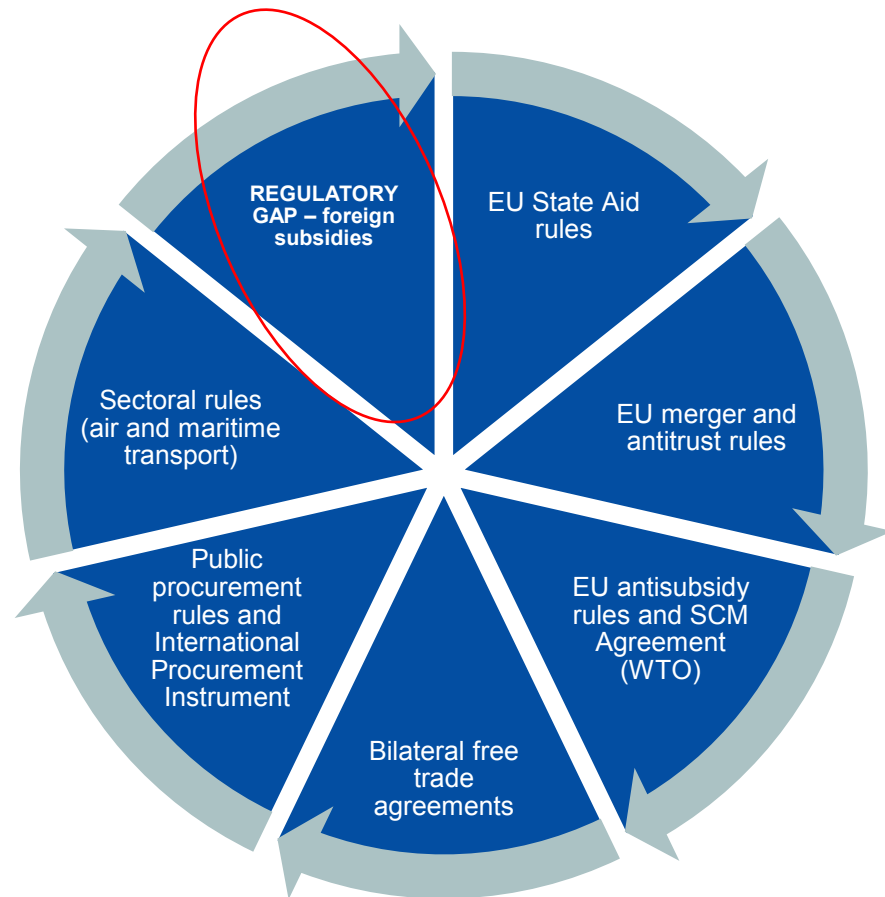 REGULATORY
GAP – foreign
subsidies
EU State Aid
rules
EU merger and
antitrust rules
EU antisubsidy
rules and SCM
Agreement
(WTO)
Bilateral free
trade
agreements
Public
procurement
rules and
International
Procurement
Instrument
Sectoral rules
(air and maritime
transport)